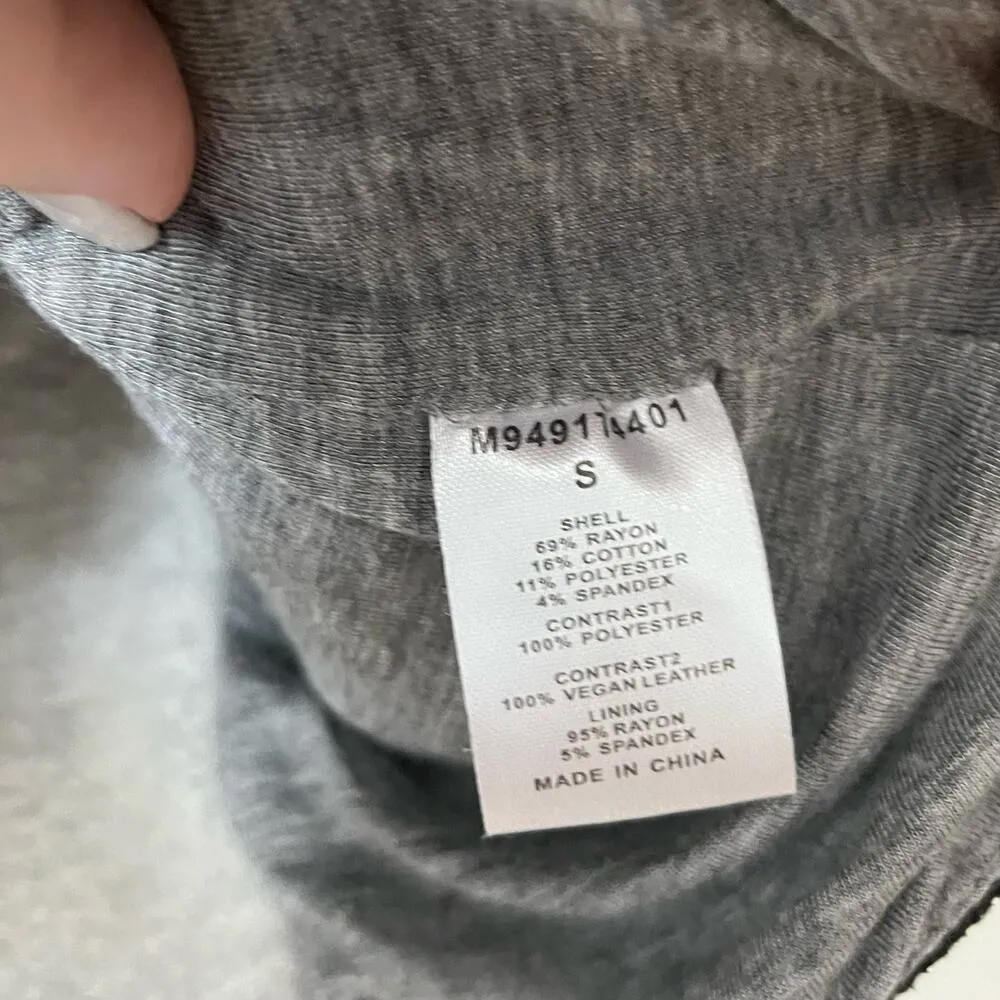 S
SHELL
69% RAYON
16% COTTON
11% POLYESTER
4% SPANDEX
CONTRAST1
100% POLYESTER
CONTRAST2
100% VEGAN LEATHER
LINING
95% RAYON
5% SPANDEX
MADE IN CHINA